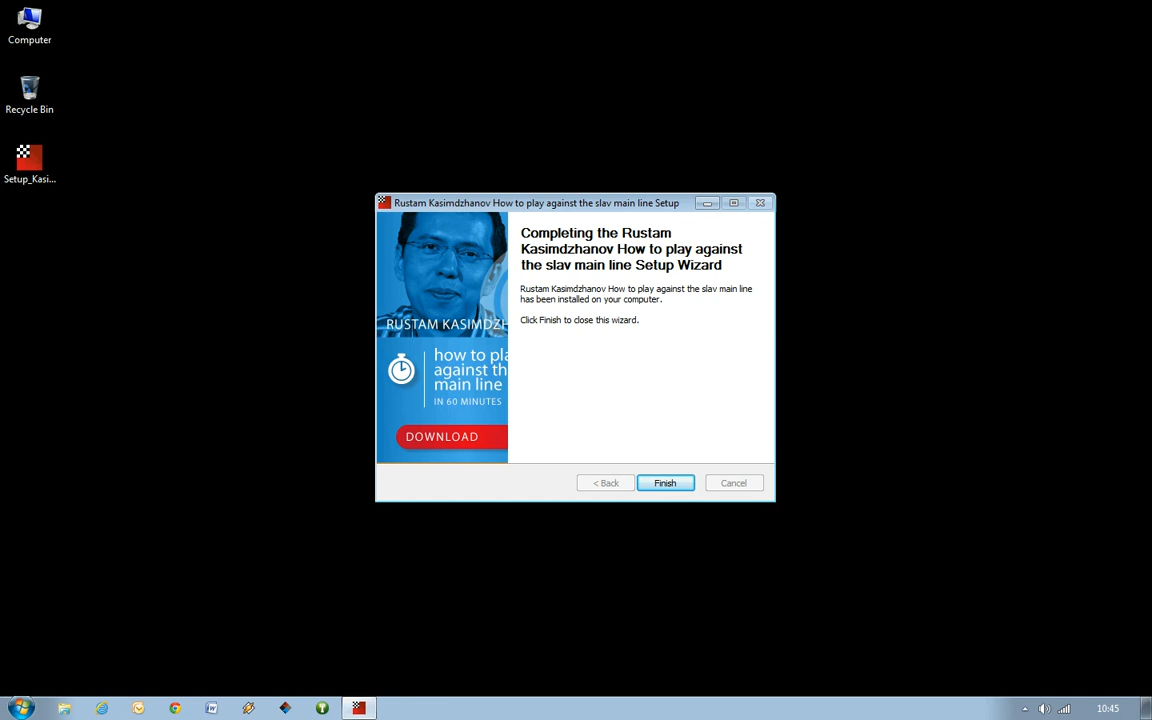 Computer
Recycle Bin
Setup_Kasi...
Rustam Kasimdzhanov How to play against the slav main line Setup
Completing the Rustam
Kasimdzhanov How to play against
the slav main line Setup Wizard
Rustam Kasimdzhanov How to play against the slav main line
has been installed on your computer.
Click Finish to close this wizard.
RUSTAM KASIMDZH
how to pla
against th
main line
IN 60 MINUTES
DOWNLOAD
< Back
Finish
Cancel
10:45